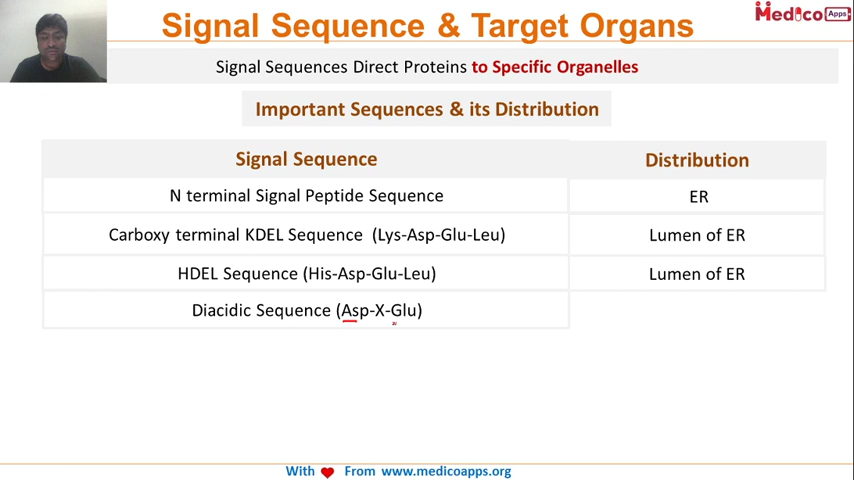 Signal Sequence & Target Organs
Medico Apps
Signal Sequences Direct Proteins to Specific Organelles
Important Sequences & its Distribution
Signal Sequence Distribution
N terminal Signal Peptide Sequence ER
Carboxy terminal KDEL Sequence (Lys-Asp-Glu-Leu) Lumen of ER
HDEL Sequence (His-Asp-Glu-Leu) Lumen of ER
Diacidic Sequence (Asp-X-Glu)
With From www.medicoapps.org